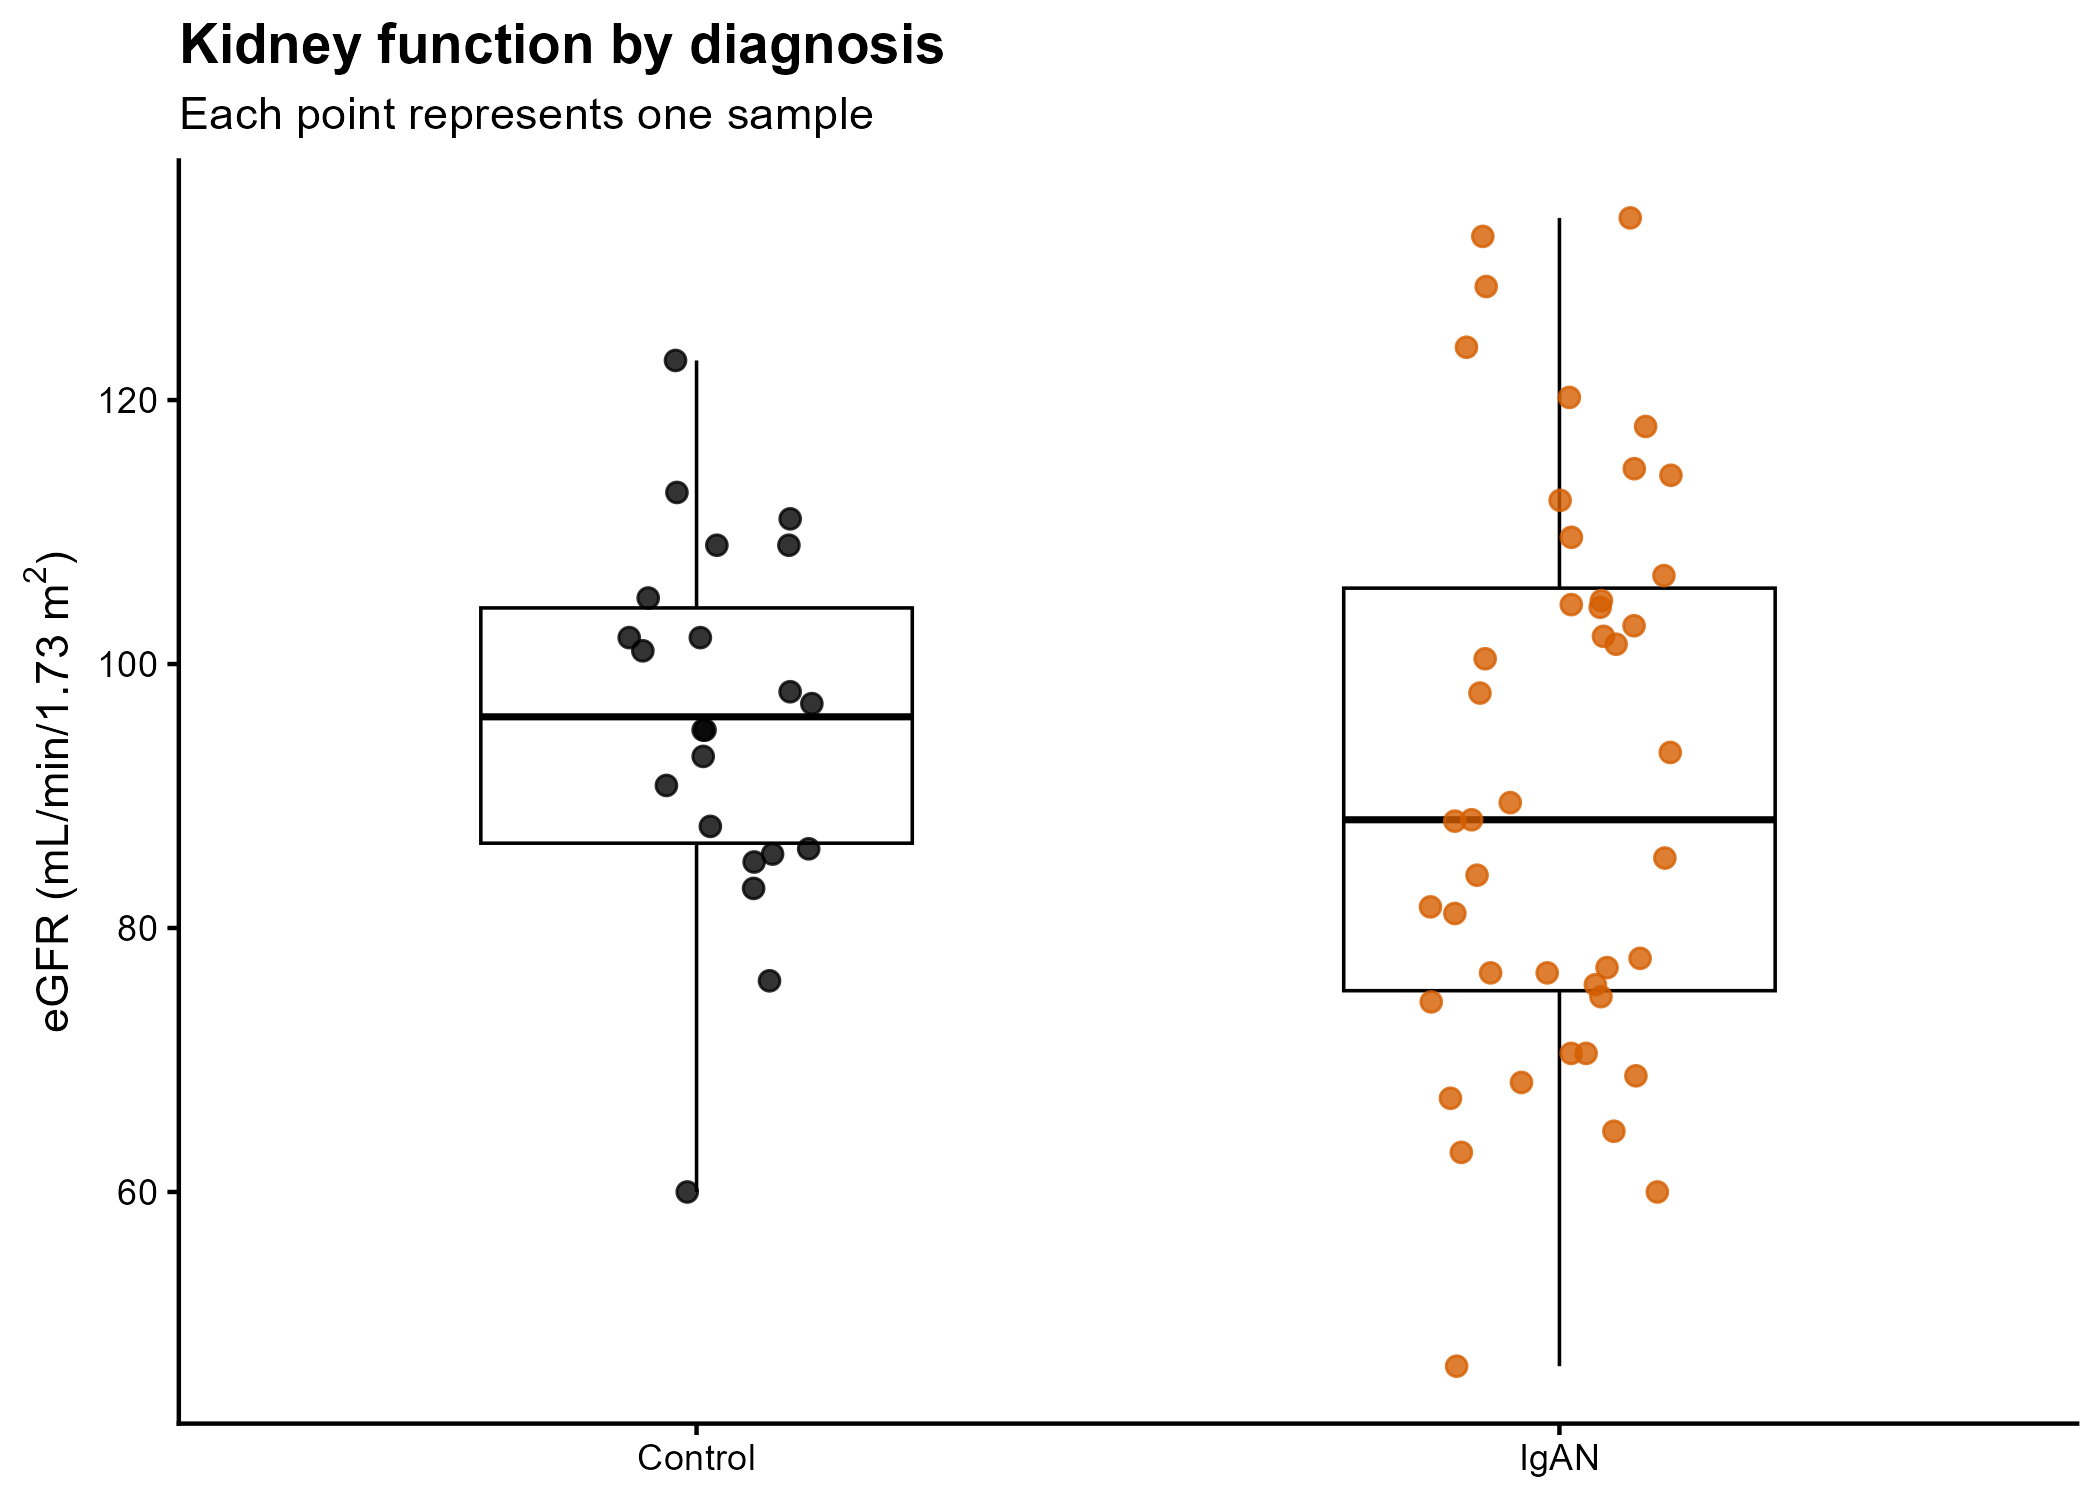 Kidney function by diagnosis
Each point represents one sample
eGFR (mL/min/1.73 m²)
120
100
80
60
Control
IgAN